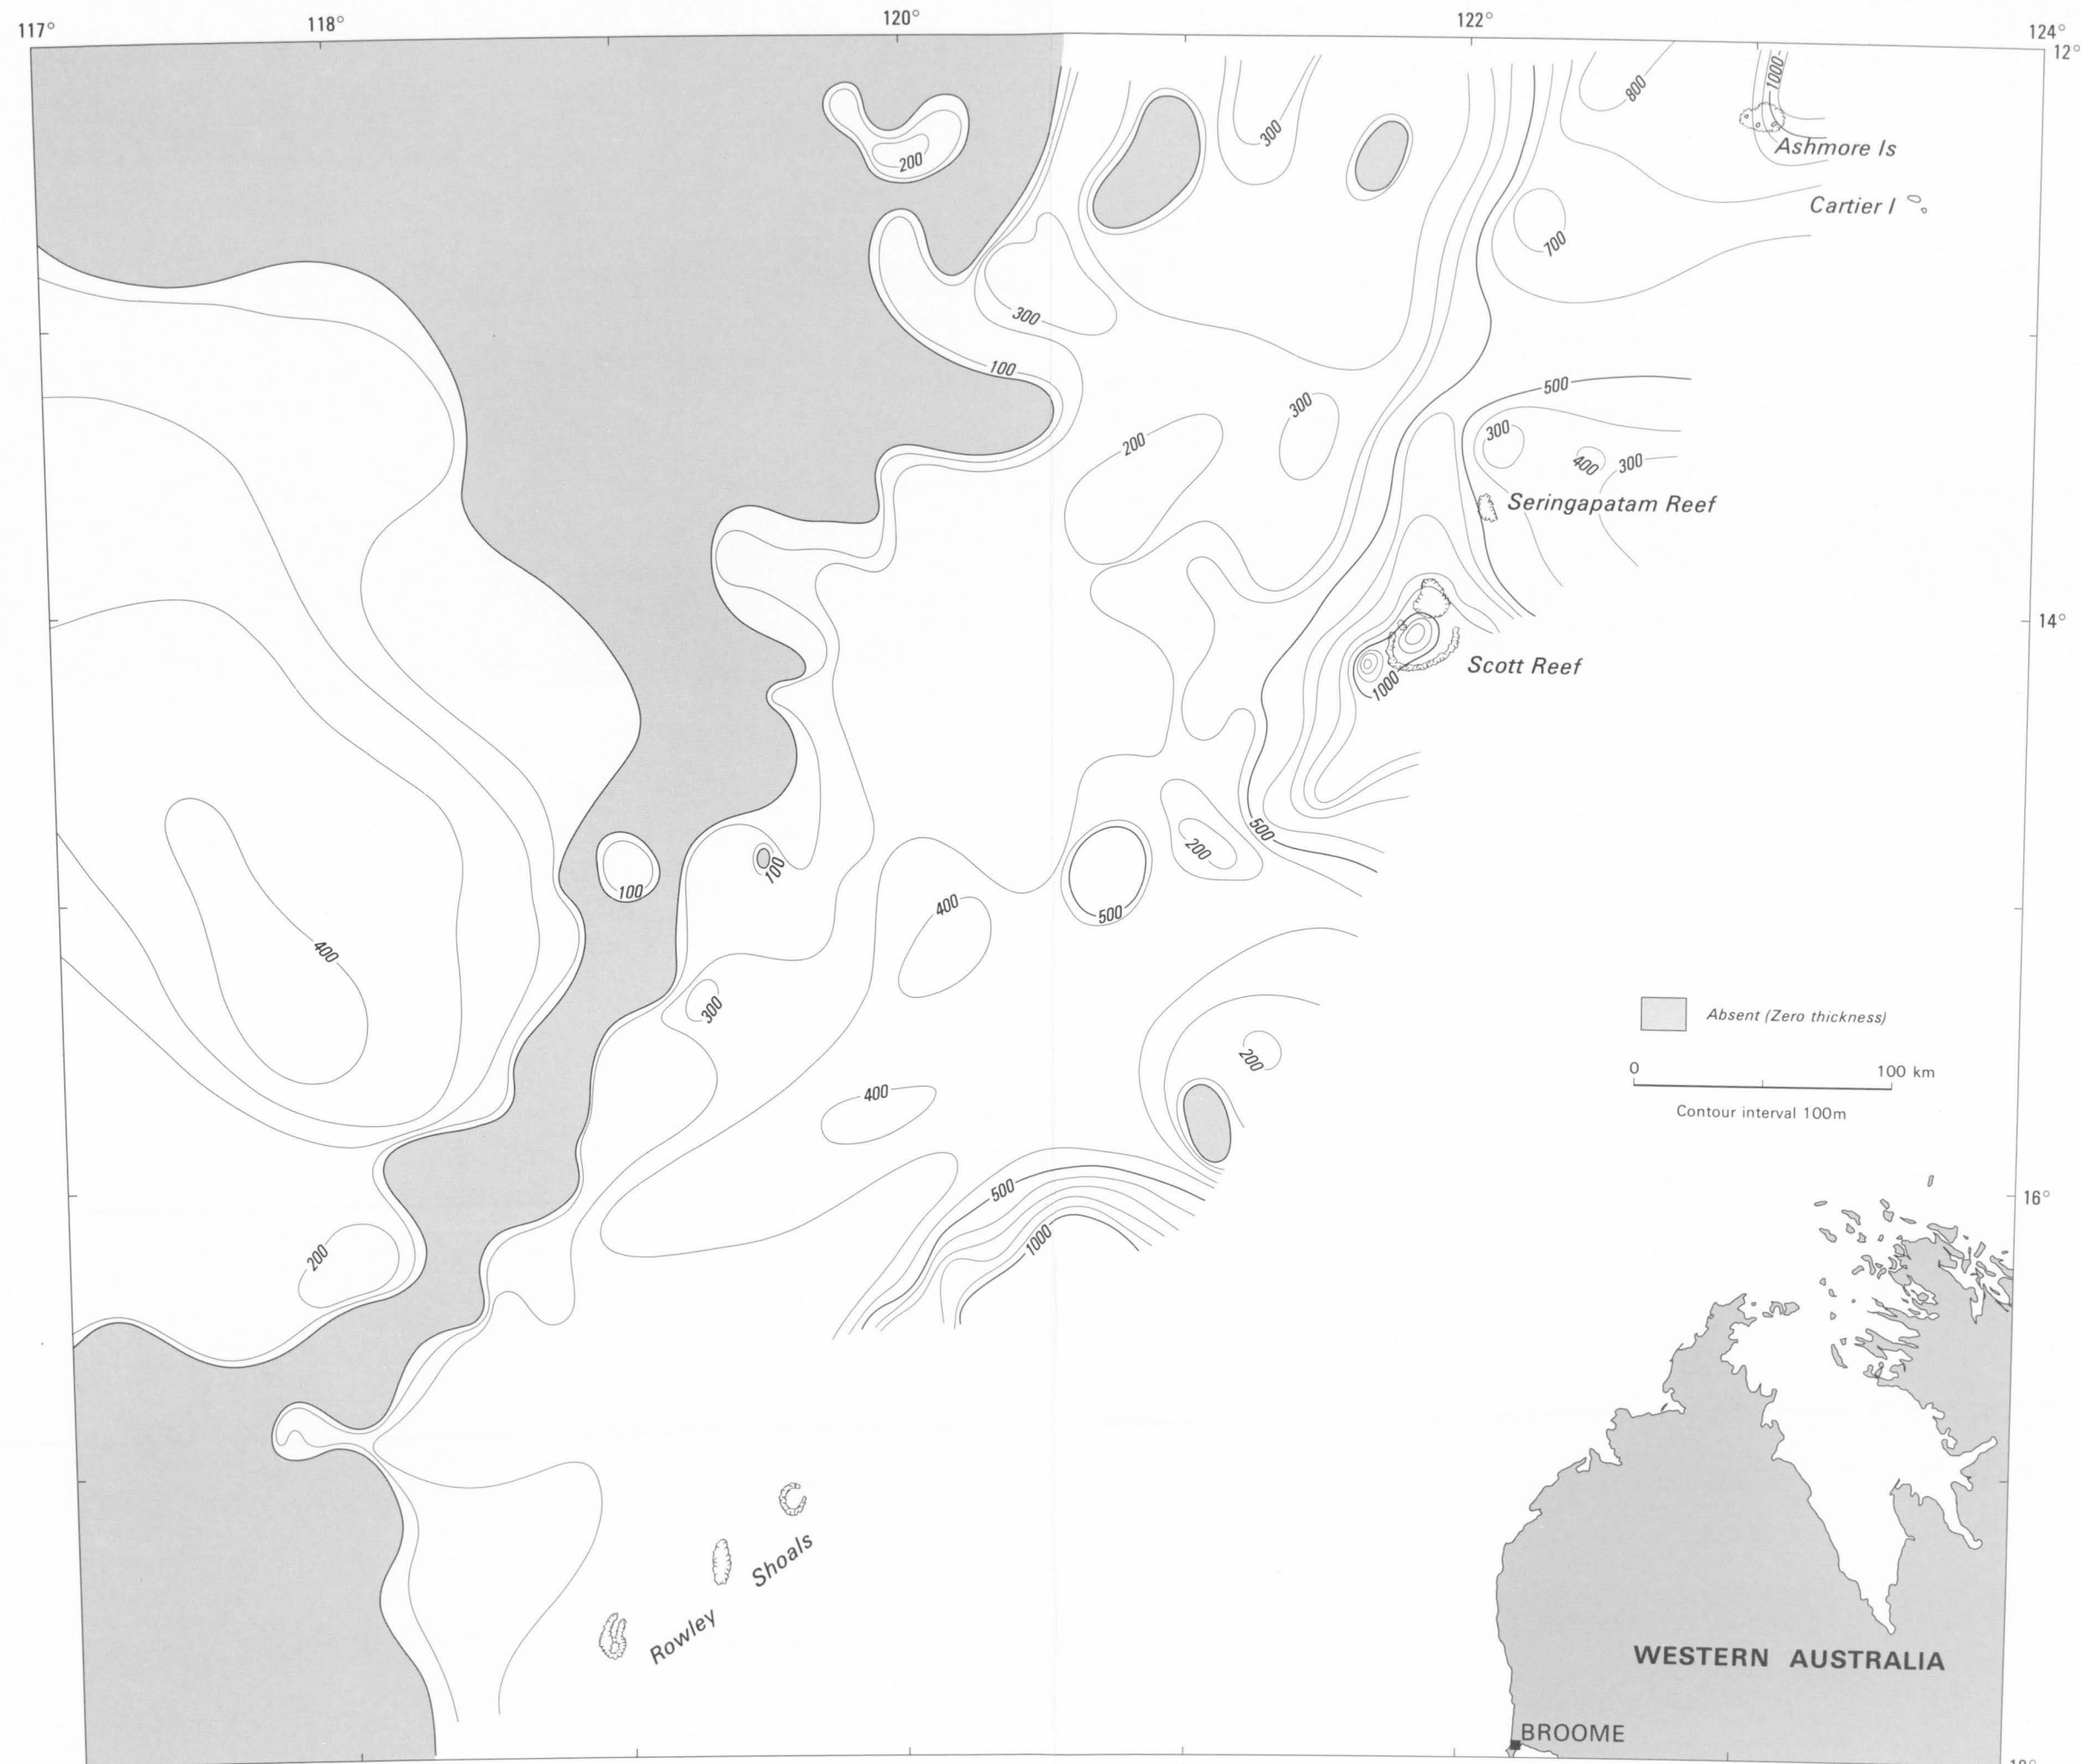 117° 118° 120° 122° 124°
12°
800
1000
300
200
Ashmore Is
Cartier I
700
300
100
500
300
200
300
400
300
Seringapatam Reef
14°
Scott Reef
1000
500
200
100
100
400
500
400
300
Absent (Zero thickness)
200
0 100 km
400
Contour interval 100m
500
16°
1000
200
Rowley Shoals
WESTERN AUSTRALIA
BROOME